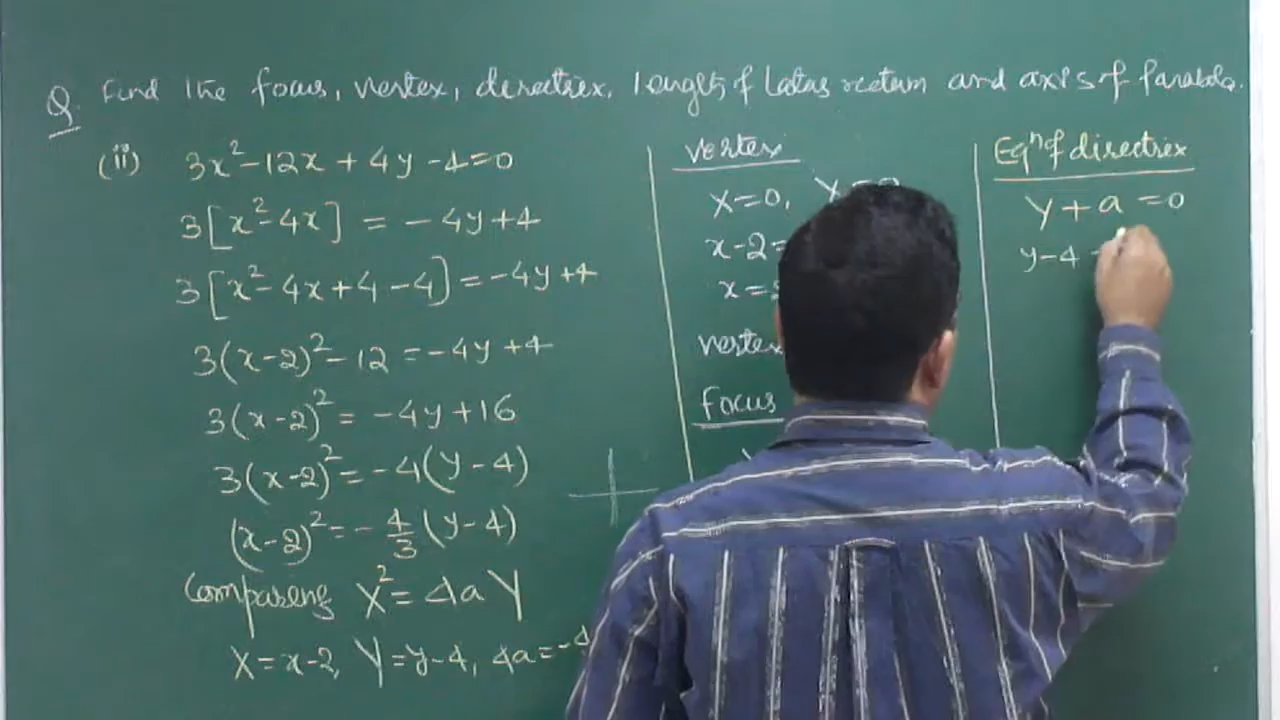 Q Find the focus, vertex, directrix, length of Latus rectum and axis of Parabola.
(ii) 3x²-12x+4y-4=0
3[x²-4x] = -4y+4
3[x²-4x+4-4]=-4y+4
3(x-2)²-12=-4y+4
3(x-2)²=-4y+16
3(x-2)²=-4(y-4)
(x-2)²=-4/3(y-4)
Comparing X²=4aY
X=x-2, Y=y-4, 4a=-4
vertex
X=0,
x-2=
x=
vertex
Focus
Eqⁿ of directrix
Y+a=0
y-4